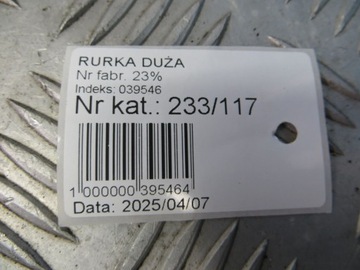 RURKA DUŻA
Nr fabr. 23%
Indeks: 039546
Nr kat.: 233/117
1 000000 395464
Data: 2025/04/07